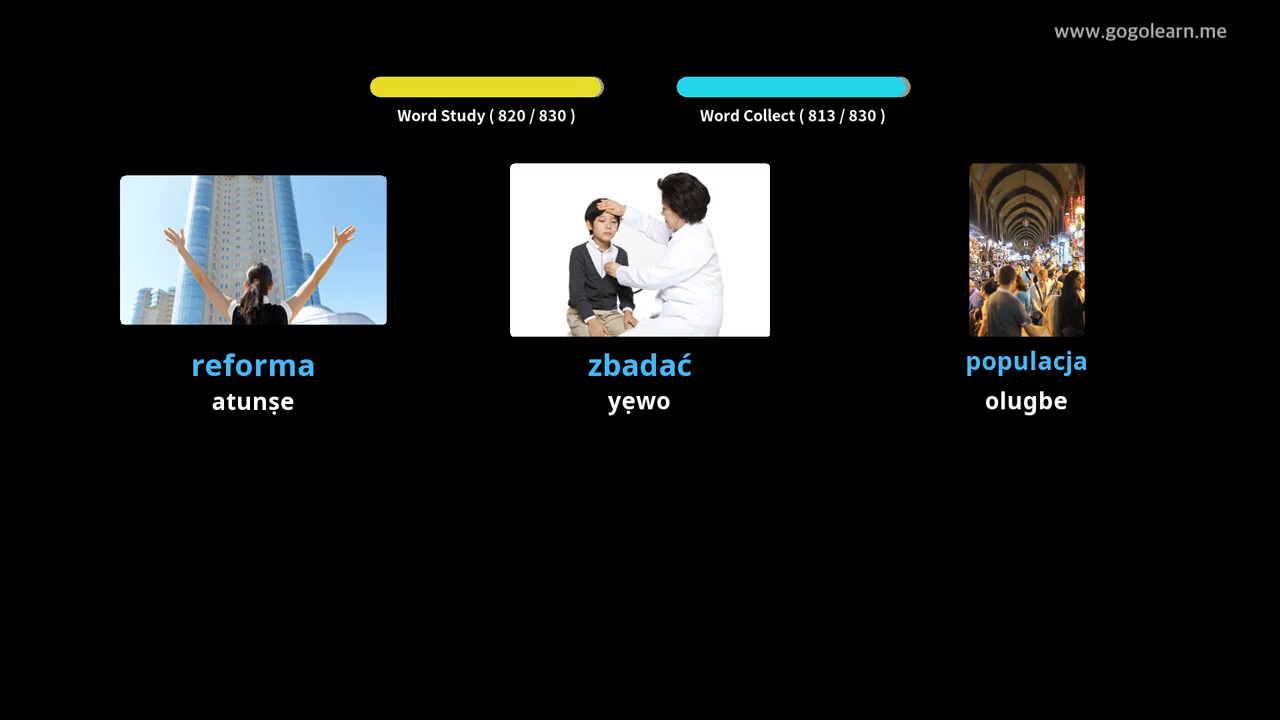 www.gogolearn.me
Word Study ( 820 / 830 )
Word Collect ( 813 / 830 )
reforma
zbadać
populacja
atunṣe
yẹwo
olugbe